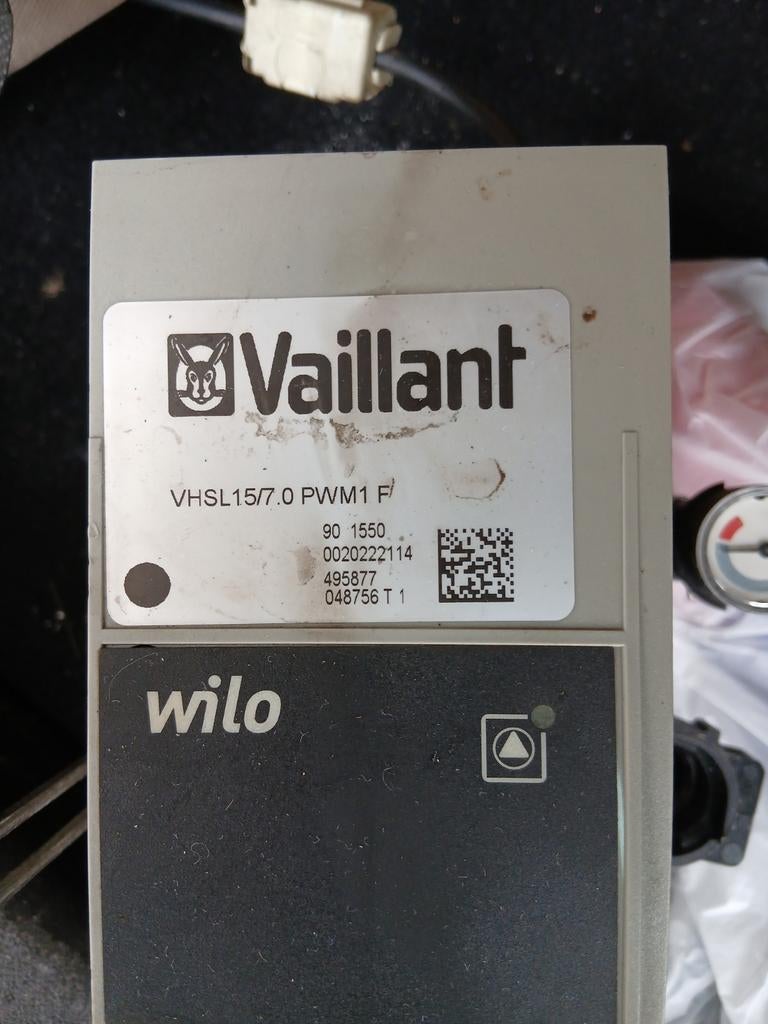 Vaillant
VHSL15/7.0 PWM1 F
90 1550
0020222114
495877
048756 T 1
wilo